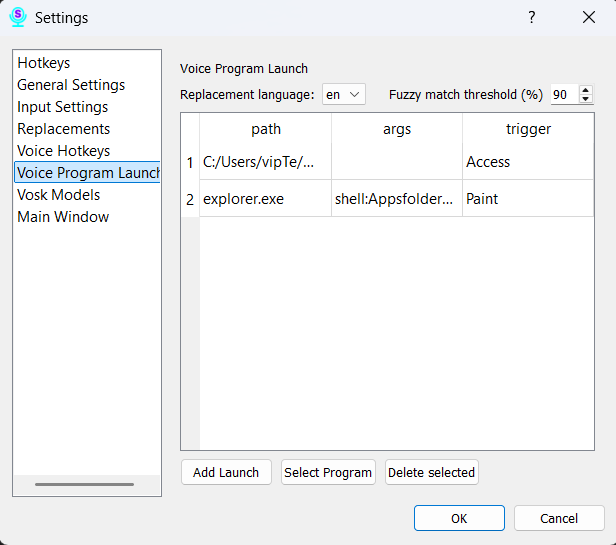 Settings
?
Hotkeys
General Settings
Input Settings
Replacements
Voice Hotkeys
Voice Program Launch
Vosk Models
Main Window
Voice Program Launch
Replacement language: en Fuzzy match threshold (%) 90
path args trigger
1 C:/Users/vipTe/... Access
2 explorer.exe shell:Appsfolder... Paint
Add Launch Select Program Delete selected
OK Cancel